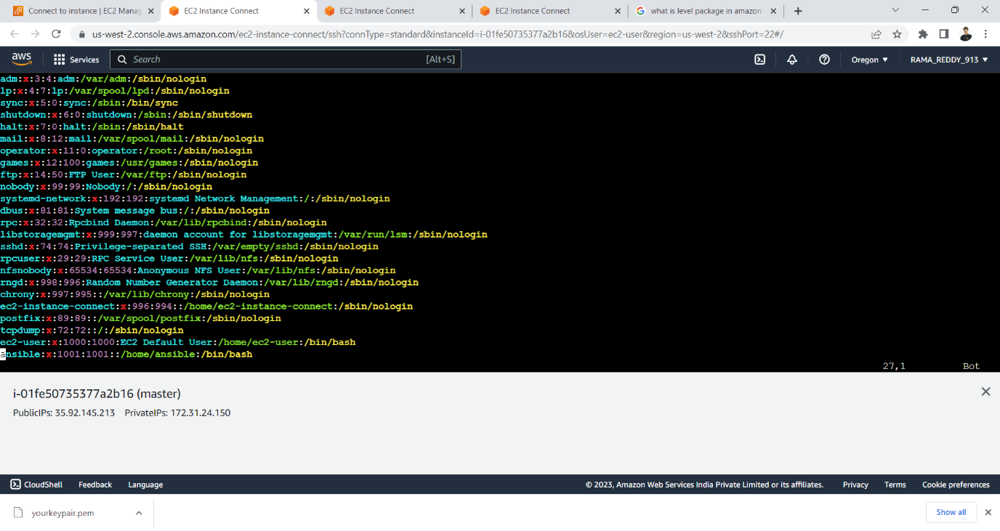 Connect to instance | EC2 Manag
EC2 Instance Connect
EC2 Instance Connect
EC2 Instance Connect
what is level package in amazon
us-west-2.console.aws.amazon.com/ec2-instance-connect/ssh?connType=standard&instanceId=i-01fe50735377a2b16&osUser=ec2-user&region=us-west-2&sshPort=22#/
aws Services Search [Alt+S] Oregon ▼ RAMA_REDDY_913 ▼
adm:x:3:4:adm:/var/adm:/sbin/nologin
lp:x:4:7:lp:/var/spool/lpd:/sbin/nologin
sync:x:5:0:sync:/sbin:/bin/sync
shutdown:x:6:0:shutdown:/sbin:/sbin/shutdown
halt:x:7:0:halt:/sbin:/sbin/halt
mail:x:8:12:mail:/var/spool/mail:/sbin/nologin
operator:x:11:0:operator:/root:/sbin/nologin
games:x:12:100:games:/usr/games:/sbin/nologin
ftp:x:14:50:FTP User:/var/ftp:/sbin/nologin
nobody:x:99:99:Nobody:/:/sbin/nologin
systemd-network:x:192:192:systemd Network Management:/:/sbin/nologin
dbus:x:81:81:System message bus:/:/sbin/nologin
rpc:x:32:32:Rpcbind Daemon:/var/lib/rpcbind:/sbin/nologin
libstoragemgmt:x:999:997:daemon account for libstoragemgmt:/var/run/lsm:/sbin/nologin
sshd:x:74:74:Privilege-separated SSH:/var/empty/sshd:/sbin/nologin
rpcuser:x:29:29:RPC Service User:/var/lib/nfs:/sbin/nologin
nfsnobody:x:65534:65534:Anonymous NFS User:/var/lib/nfs:/sbin/nologin
rngd:x:998:996:Random Number Generator Daemon:/var/lib/rngd:/sbin/nologin
chrony:x:997:995::/var/lib/chrony:/sbin/nologin
ec2-instance-connect:x:996:994::/home/ec2-instance-connect:/sbin/nologin
postfix:x:89:89::/var/spool/postfix:/sbin/nologin
tcpdump:x:72:72::/:/sbin/nologin
ec2-user:x:1000:1000:EC2 Default User:/home/ec2-user:/bin/bash
ansible:x:1001:1001::/home/ansible:/bin/bash
27,1 Bot
i-01fe50735377a2b16 (master)
PublicIPs: 35.92.145.213 PrivateIPs: 172.31.24.150
CloudShell Feedback Language © 2023, Amazon Web Services India Private Limited or its affiliates. Privacy Terms Cookie preferences
yourkeypair.pem Show all